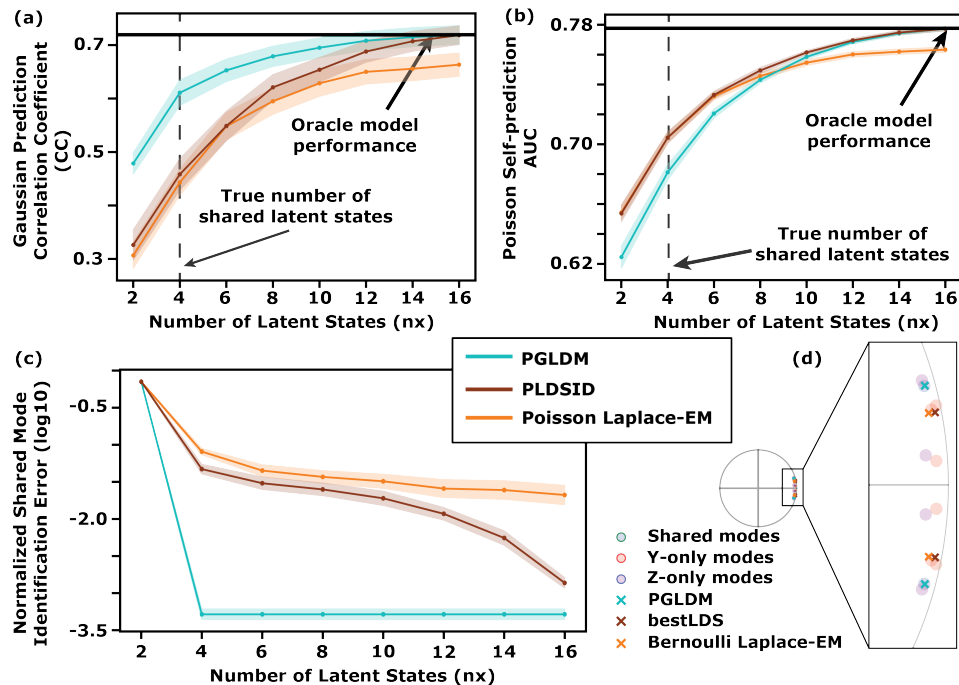 (a)
Gaussian Prediction
Correlation Coefficient
(CC)
0.7
0.5
0.3
Oracle model
performance
True number of
shared latent states
2 4 6 8 10 12 14 16
Number of Latent States (nx)
(b)
Poisson Self-prediction
AUC
0.78
0.70
0.62
Oracle model
performance
True number of
shared latent states
2 4 6 8 10 12 14 16
Number of Latent States (nx)
(c)
Normalized Shared Mode
Identification Error (log10)
-0.5
-2.0
-3.5
2 4 6 8 10 12 14 16
Number of Latent States (nx)
PGLDM
PLDSID
Poisson Laplace-EM
(d)
Shared modes
Y-only modes
Z-only modes
PGLDM
bestLDS
Bernoulli Laplace-EM